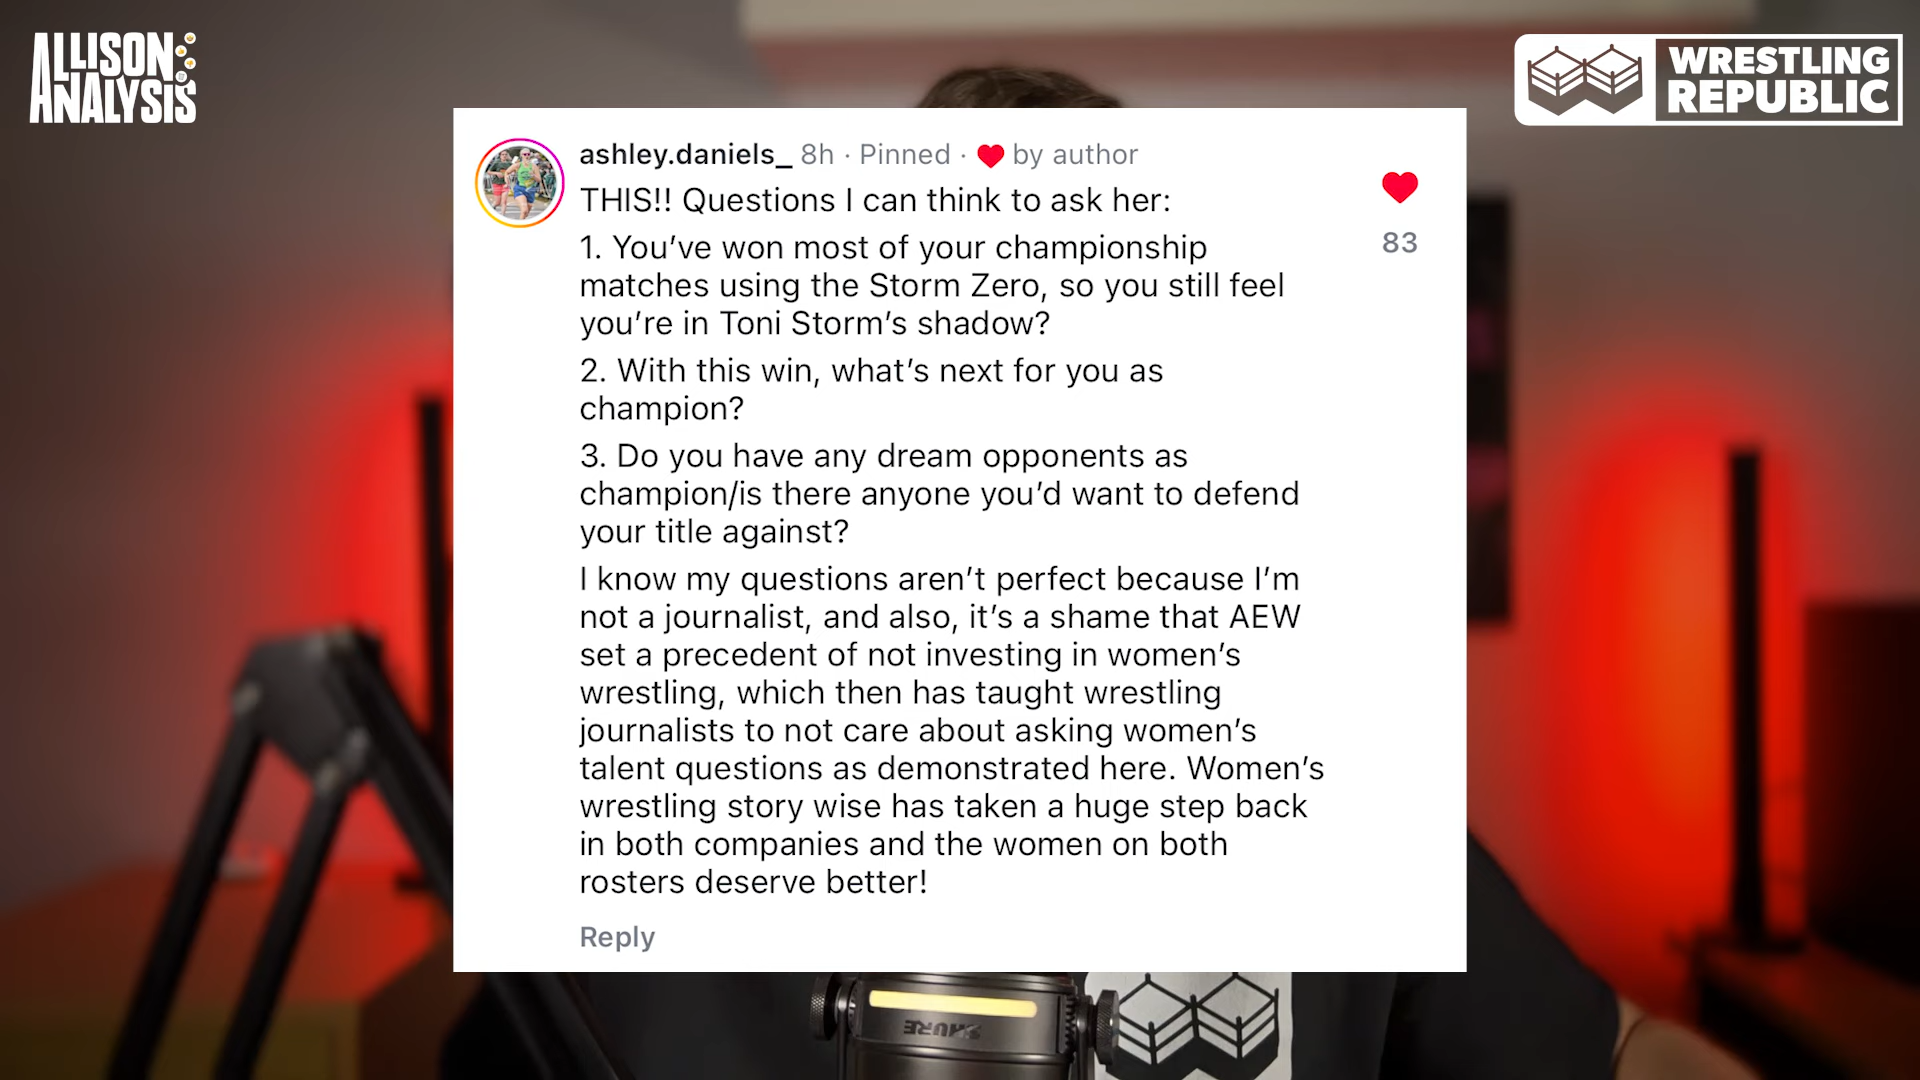 ALLISON
ANALYSIS
WRESTLING
REPUBLIC
ashley.daniels_ 8h · Pinned · ❤ by author
THIS!! Questions I can think to ask her:
1. You’ve won most of your championship
matches using the Storm Zero, so you still feel
you’re in Toni Storm’s shadow?
2. With this win, what’s next for you as
champion?
3. Do you have any dream opponents as
champion/is there anyone you’d want to defend
your title against?
I know my questions aren’t perfect because I’m
not a journalist, and also, it’s a shame that AEW
set a precedent of not investing in women’s
wrestling, which then has taught wrestling
journalists to not care about asking women’s
talent questions as demonstrated here. Women’s
wrestling story wise has taken a huge step back
in both companies and the women on both
rosters deserve better!
Reply
83
SHURE